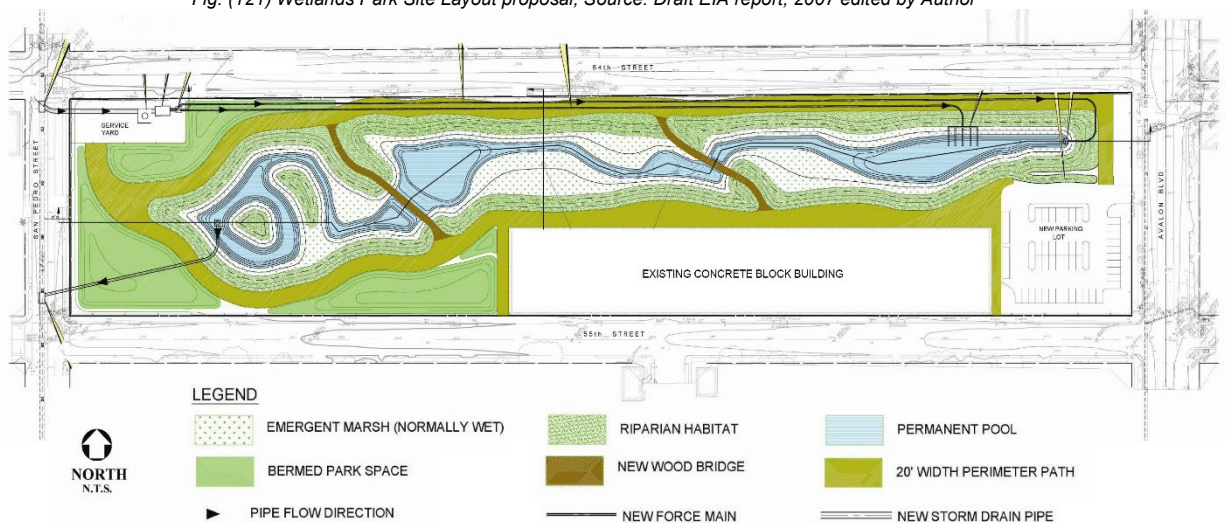 Fig. (121) Wetlands Park Site Layout proposal, Source: Draft EIA report, 2007 edited by Author
54th STREET
SERVICE
YARD
SAN PEDRO STREET
AVALON BLVD
NEW PARKING
LOT
EXISTING CONCRETE BLOCK BUILDING
55th STREET
LEGEND
EMERGENT MARSH (NORMALLY WET)
RIPARIAN HABITAT
PERMANENT POOL
BERMED PARK SPACE
NEW WOOD BRIDGE
20' WIDTH PERIMETER PATH
PIPE FLOW DIRECTION
NEW FORCE MAIN
NEW STORM DRAIN PIPE
NORTH
N.T.S.